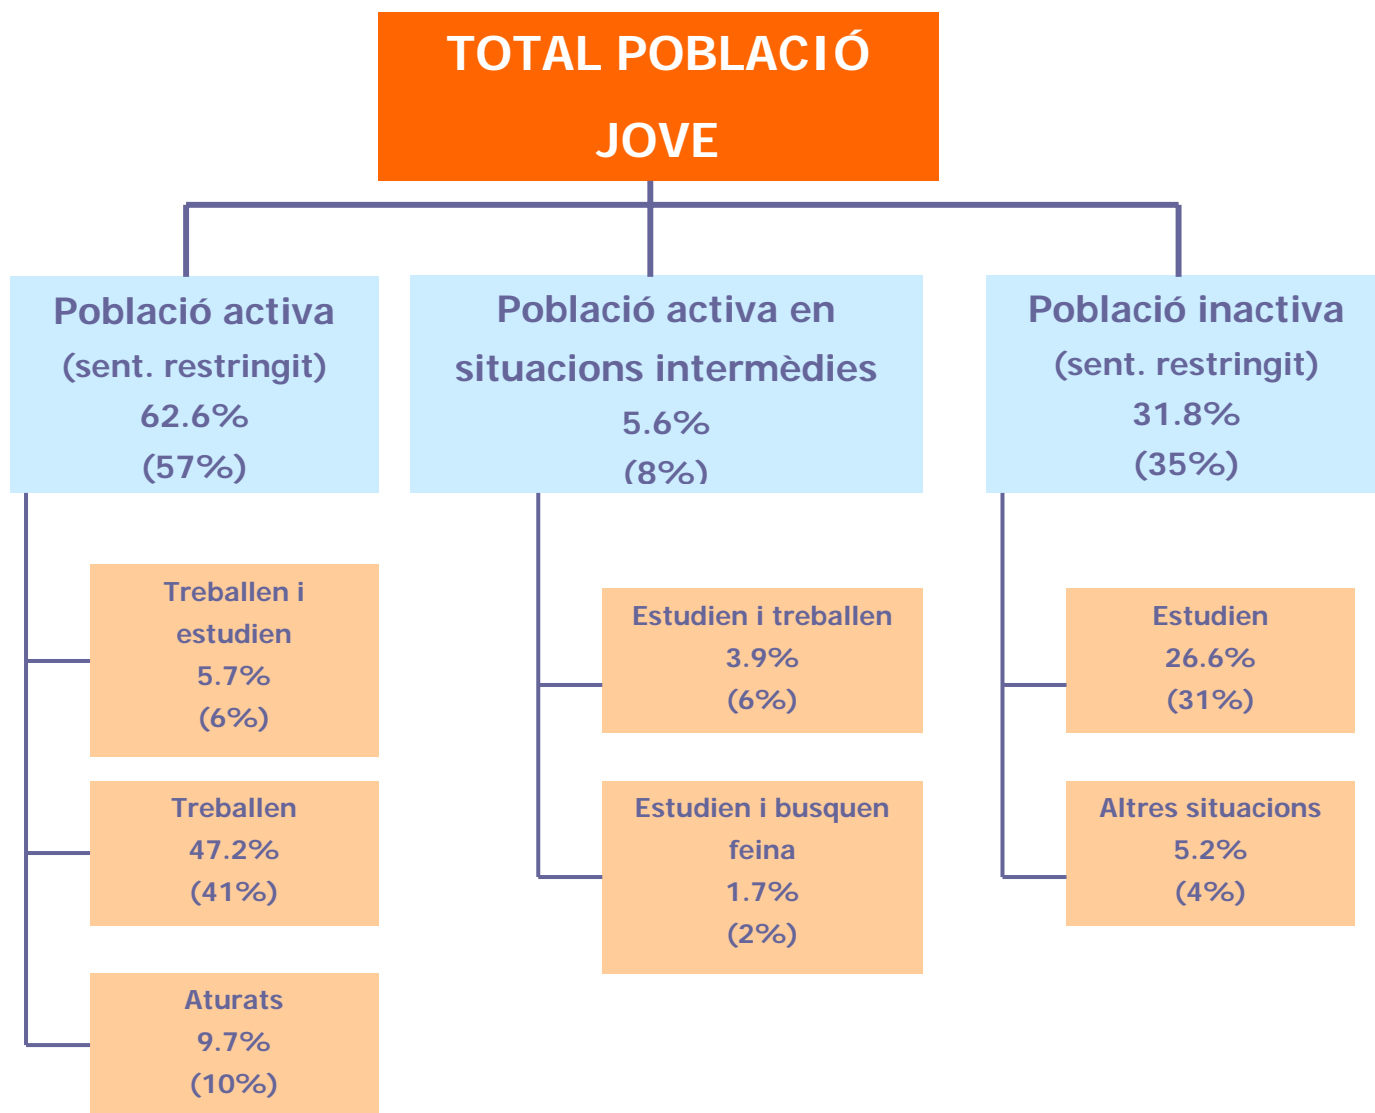 TOTAL POBLACIÓ
JOVE
Població activa
(sent. restringit)
62.6%
(57%)
Població activa en
situacions intermèdies
5.6%
(8%)
Població inactiva
(sent. restringit)
31.8%
(35%)
Treballen i
estudien
5.7%
(6%)
Treballen
47.2%
(41%)
Aturats
9.7%
(10%)
Estudien i treballen
3.9%
(6%)
Estudien i busquen
feina
1.7%
(2%)
Estudien
26.6%
(31%)
Altres situacions
5.2%
(4%)